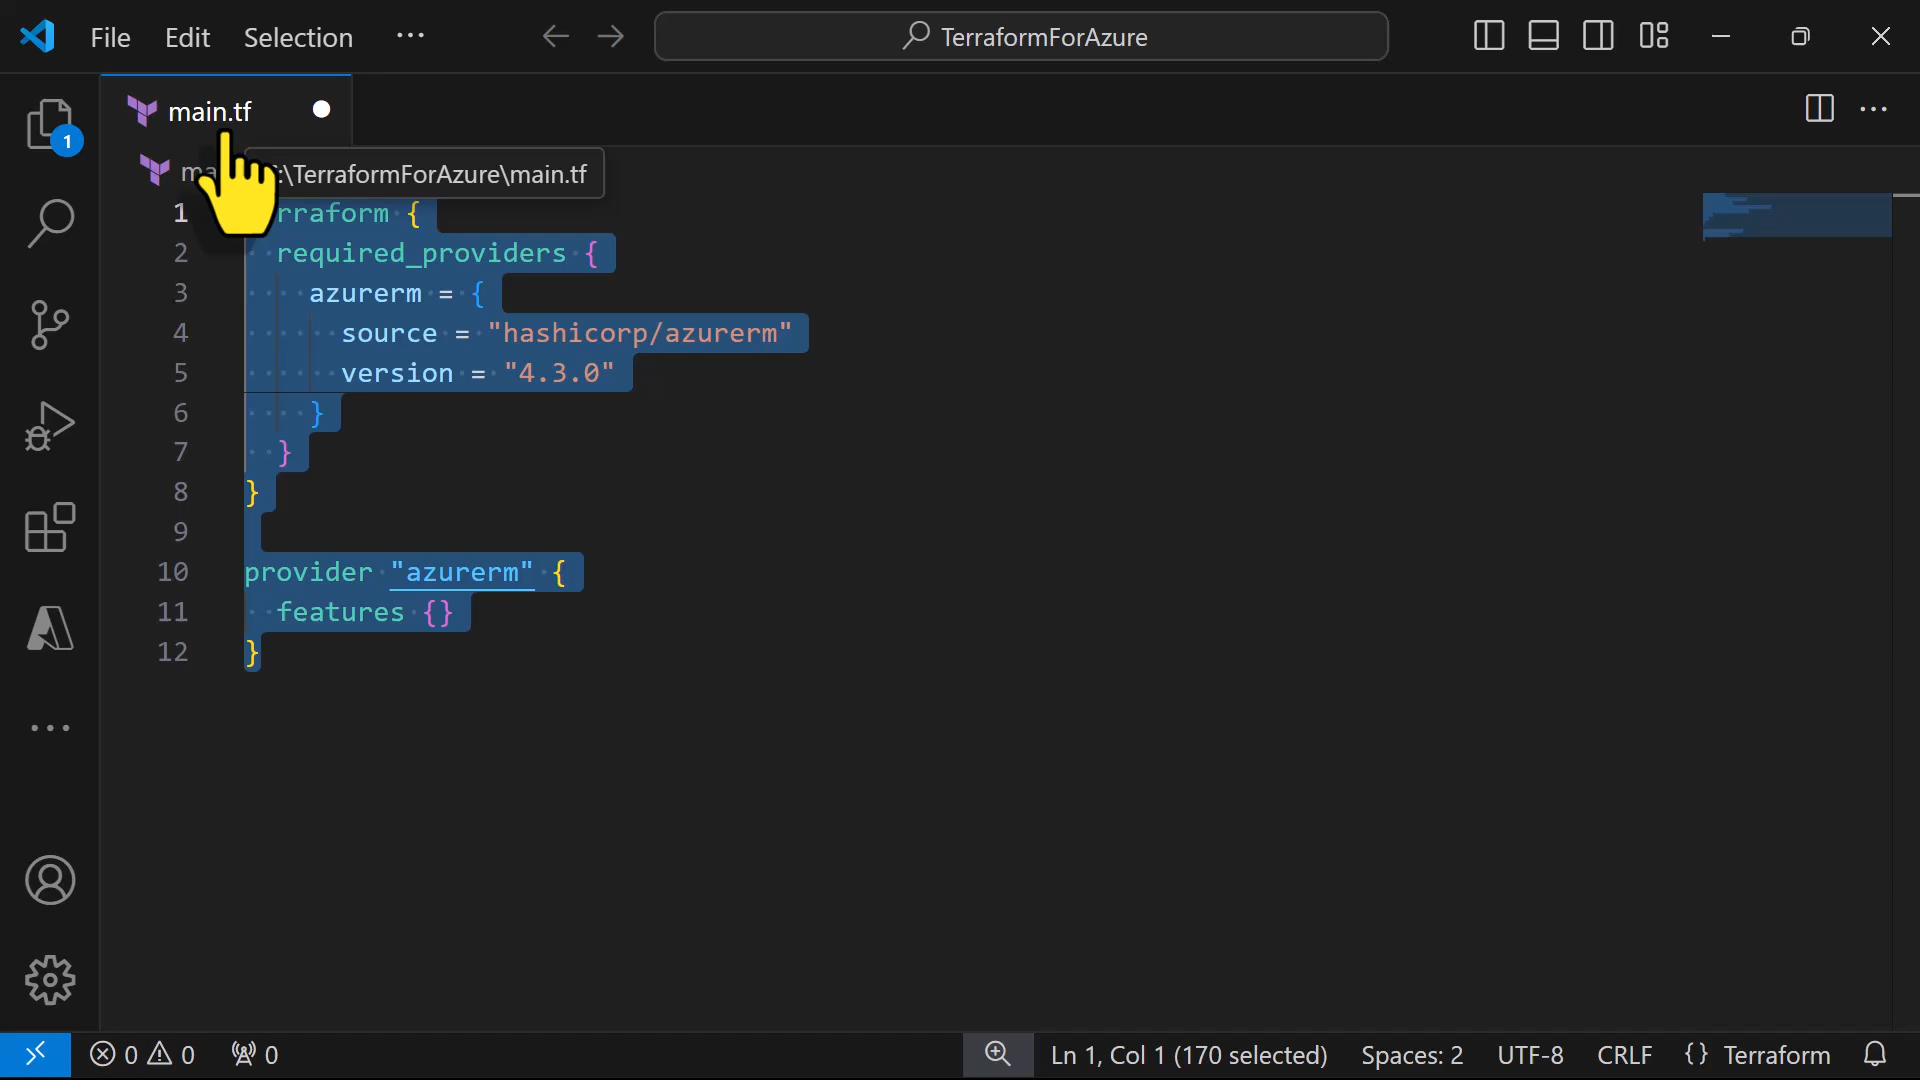 File Edit Selection ···
TerraformForAzure
main.tf
1
:\TerraformForAzure\main.tf
1 rraform {
2 required_providers {
3 azurerm = {
4 source = "hashicorp/azurerm"
5 version = "4.3.0"
6 }
7 }
8 }
9
10 provider "azurerm" {
11 features {}
12 }
0 0 0
Ln 1, Col 1 (170 selected) Spaces: 2 UTF-8 CRLF {} Terraform